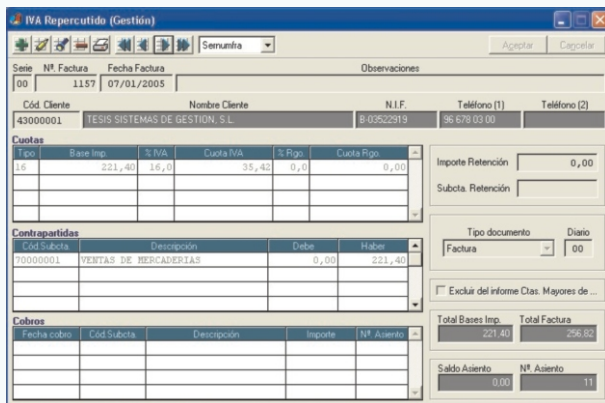 IVA Repercutido (Gestión)
Sernumfra Aceptar Cancelar
Serie Nº. Factura Fecha Factura Observaciones
00 1157 07/01/2005
Cód. Cliente Nombre Cliente N.I.F. Teléfono (1) Teléfono (2)
43000001 TESIS SISTEMAS DE GESTION, S.L. B-03522919 96 678 03 00
Cuotas
Tipo Base Imp. % IVA Cuota IVA % Rgo Cuota Rgo.
16 221,40 16,0 35,42 0,0 0,00
Importe Retención 0,00
Subcta. Retención
Contrapartidas
Cód.Subcta Descripción Debe Haber
70000001 VENTAS DE MERCADERIAS 0,00 221,40
Tipo documento Diario
Factura 00
Excluir del informe Ctas. Mayores de ...
Cobros
Fecha cobro Cód.Subcta. Descripción Importe Nº. Asiento
Total Bases Imp. Total Factura
221,40 256,82
Saldo Asiento Nº. Asiento
0,00 11